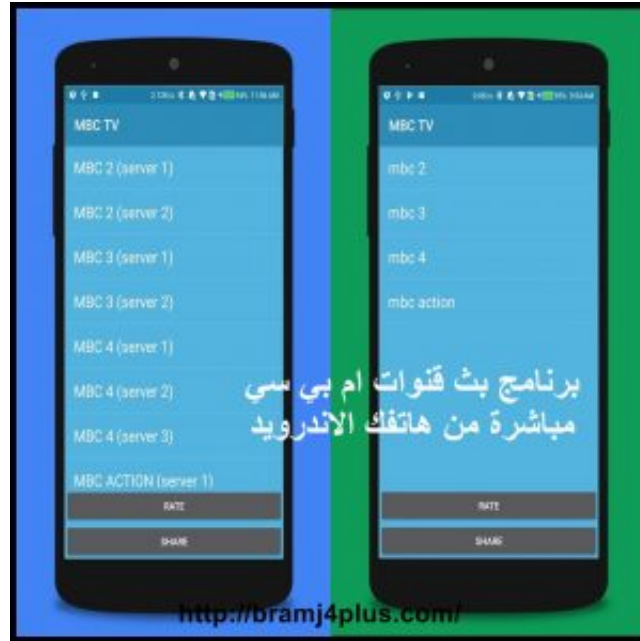 MBC TV
MBC 2 (server 1)
MBC 2 (server 2)
MBC 3 (server 1)
MBC 3 (server 2)
MBC 4 (server 1)
MBC 4 (server 2)
MBC 4 (server 3)
MBC ACTION (server 1)
RATE
SHARE
MBC TV
mbc 2
mbc 3
mbc 4
mbc action
RATE
SHARE
برنامج بث قنوات ام بي سي
مباشرة من هاتفك الاندرويد
http://bramj4plus.com/